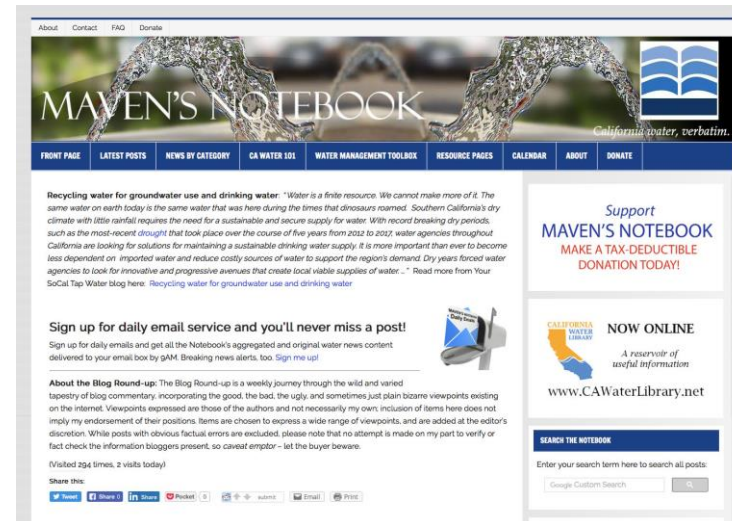 About Contact FAQ Donate
MAVEN'S NOTEBOOK
California water, verbatim.
FRONT PAGE LATEST POSTS NEWS BY CATEGORY CA WATER 101 WATER MANAGEMENT TOOLBOX RESOURCE PAGES CALENDAR ABOUT DONATE
Recycling water for groundwater use and drinking water: "Water is a finite resource. We cannot make more of it. The
same water on earth today is the same water that was here during the times that dinosaurs roamed. Southern California's dry
climate with little rainfall requires the need for a sustainable and secure supply for water. With record breaking dry periods,
such as the most-recent drought that took place over the course of five years from 2012 to 2017, water agencies throughout
California are looking for solutions for maintaining a sustainable drinking water supply. It is more important than ever to become
less dependent on imported water and reduce costly sources of water to support the region's demand. Dry years forced water
agencies to look for innovative and progressive avenues that create local viable supplies of water. ..." Read more from Your
SoCal Tap Water blog here: Recycling water for groundwater use and drinking water
Sign up for daily email service and you'll never miss a post!
Sign up for daily emails and get all the Notebook's aggregated and original water news content
delivered to your email box by 9AM. Breaking news alerts, too. Sign me up!
About the Blog Round-up: The Blog Round-up is a weekly journey through the wild and varied
tapestry of blog commentary, incorporating the good, the bad, the ugly, and sometimes just plain bizarre viewpoints existing
on the internet. Viewpoints expressed are those of the authors and not necessarily my own; inclusion of items here does not
imply my endorsement of their positions. Items are chosen to express a wide range of viewpoints, and are added at the editor's
discretion. While posts with obvious factual errors are excluded, please note that no attempt is made on my part to verify or
fact check the information bloggers present, so caveat emptor – let the buyer beware.
(Visited 294 times, 2 visits today)
Share this:
Tweet Share 0 Share Pocket 0 submit Email Print
Support
MAVEN'S NOTEBOOK
MAKE A TAX-DEDUCTIBLE
DONATION TODAY!
CALIFORNIA
WATER
LIBRARY
NOW ONLINE
A reservoir of
useful information
www.CAWaterLibrary.net
SEARCH THE NOTEBOOK
Enter your search term here to search all posts:
Google Custom Search